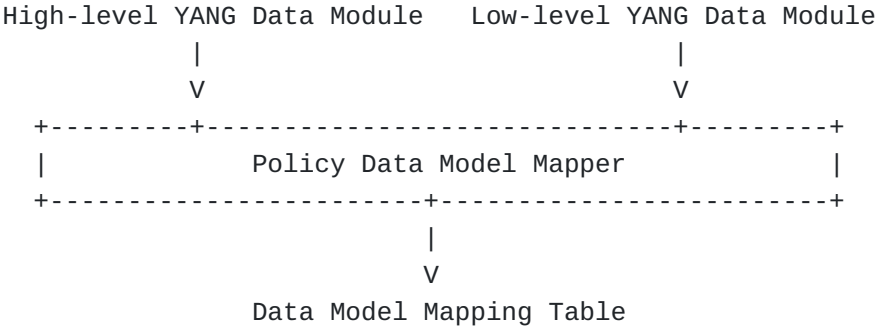 High-level YANG Data Module   Low-level YANG Data Module
            |                              |
            V                              V
  +---------+------------------------------+---------+
  |             Policy Data Model Mapper             |
  +------------------------+-------------------------+
                           |
                           V
                Data Model Mapping Table